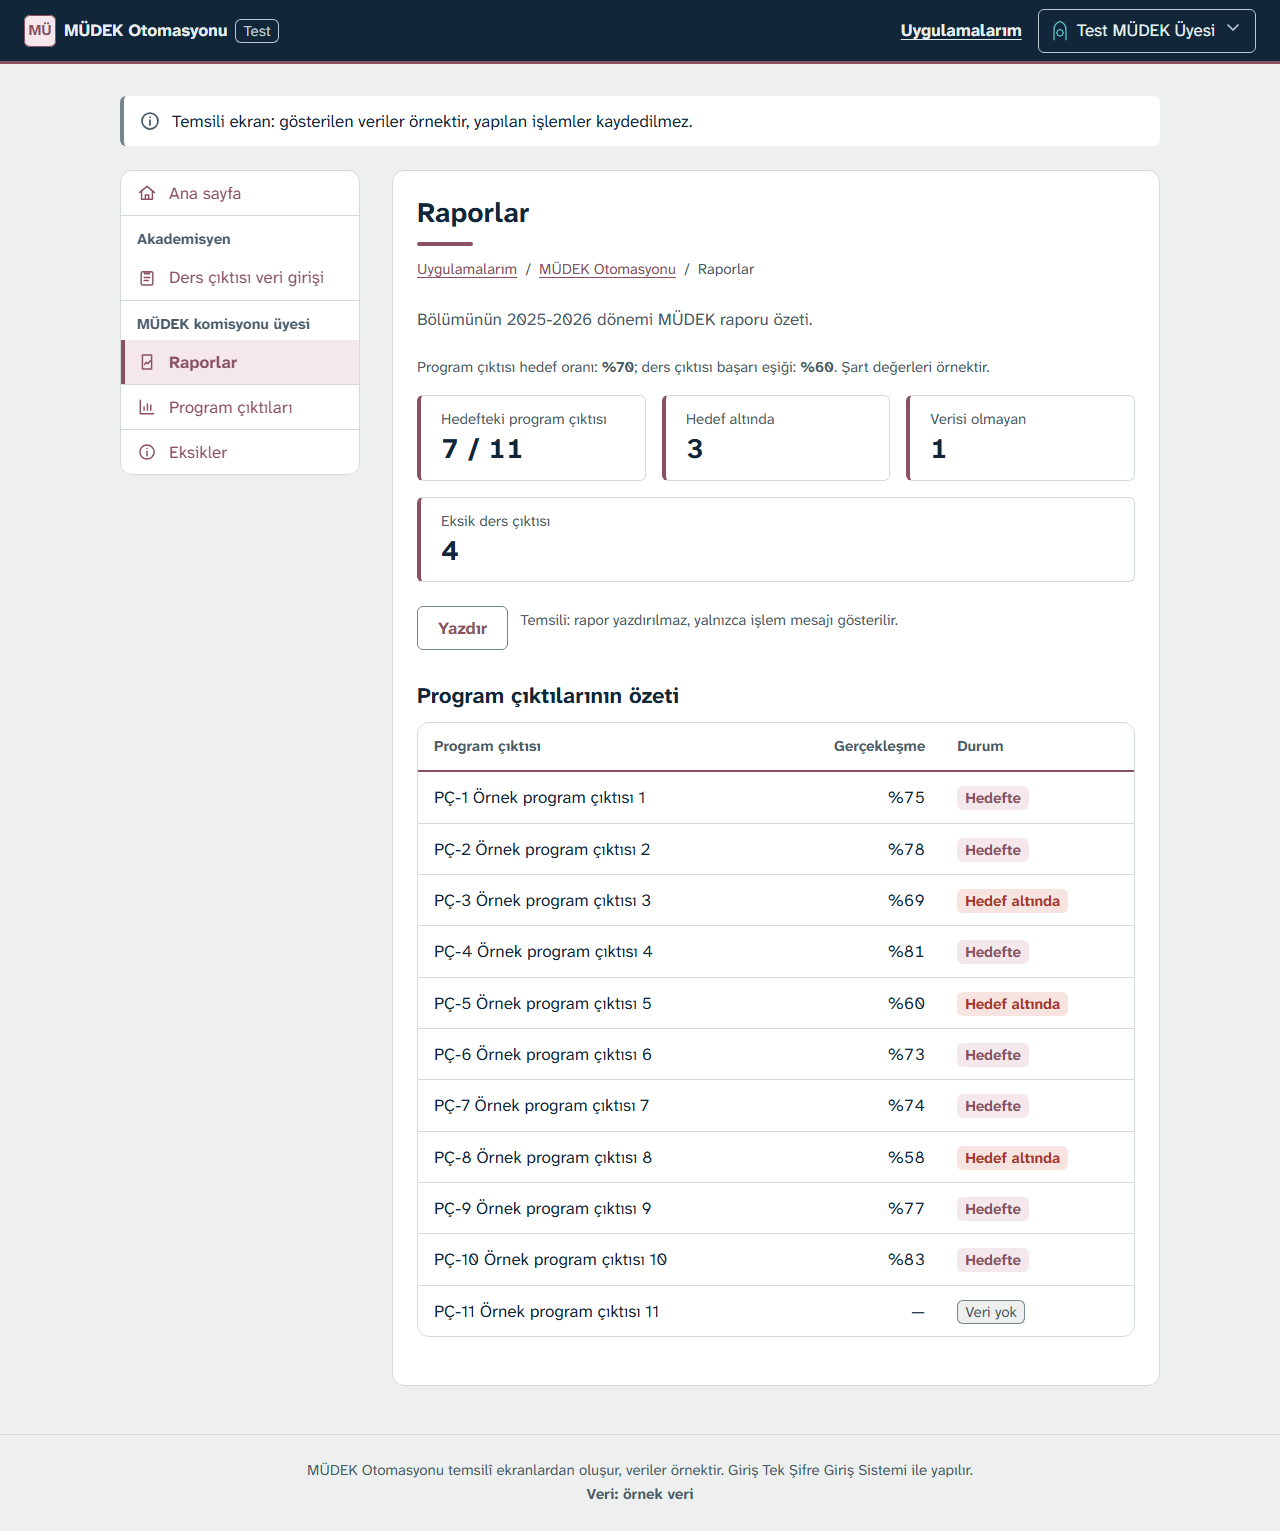 MÜ MÜDEK Otomasyonu Test
Uygulamalarım
Test MÜDEK Üyesi
Temsili ekran: gösterilen veriler örnektir, yapılan işlemler kaydedilmez.
Ana sayfa
Akademisyen
Ders çıktısı veri girişi
MÜDEK komisyonu üyesi
Raporlar
Program çıktıları
Eksikler
Raporlar
Uygulamalarım / MÜDEK Otomasyonu / Raporlar
Bölümünün 2025-2026 dönemi MÜDEK raporu özeti.
Program çıktısı hedef oranı: %70; ders çıktısı başarı eşiği: %60. Şart değerleri örnektir.
Hedefteki program çıktısı
7 / 11
Hedef altında
3
Verisi olmayan
1
Eksik ders çıktısı
4
Yazdır
Temsili: rapor yazdırılmaz, yalnızca işlem mesajı gösterilir.
Program çıktılarının özeti
Program çıktısı Gerçekleşme Durum
PÇ-1 Örnek program çıktısı 1 %75 Hedefte
PÇ-2 Örnek program çıktısı 2 %78 Hedefte
PÇ-3 Örnek program çıktısı 3 %69 Hedef altında
PÇ-4 Örnek program çıktısı 4 %81 Hedefte
PÇ-5 Örnek program çıktısı 5 %60 Hedef altında
PÇ-6 Örnek program çıktısı 6 %73 Hedefte
PÇ-7 Örnek program çıktısı 7 %74 Hedefte
PÇ-8 Örnek program çıktısı 8 %58 Hedef altında
PÇ-9 Örnek program çıktısı 9 %77 Hedefte
PÇ-10 Örnek program çıktısı 10 %83 Hedefte
PÇ-11 Örnek program çıktısı 11 — Veri yok
MÜDEK Otomasyonu temsilî ekranlardan oluşur, veriler örnektir. Giriş Tek Şifre Giriş Sistemi ile yapılır.
Veri: örnek veri